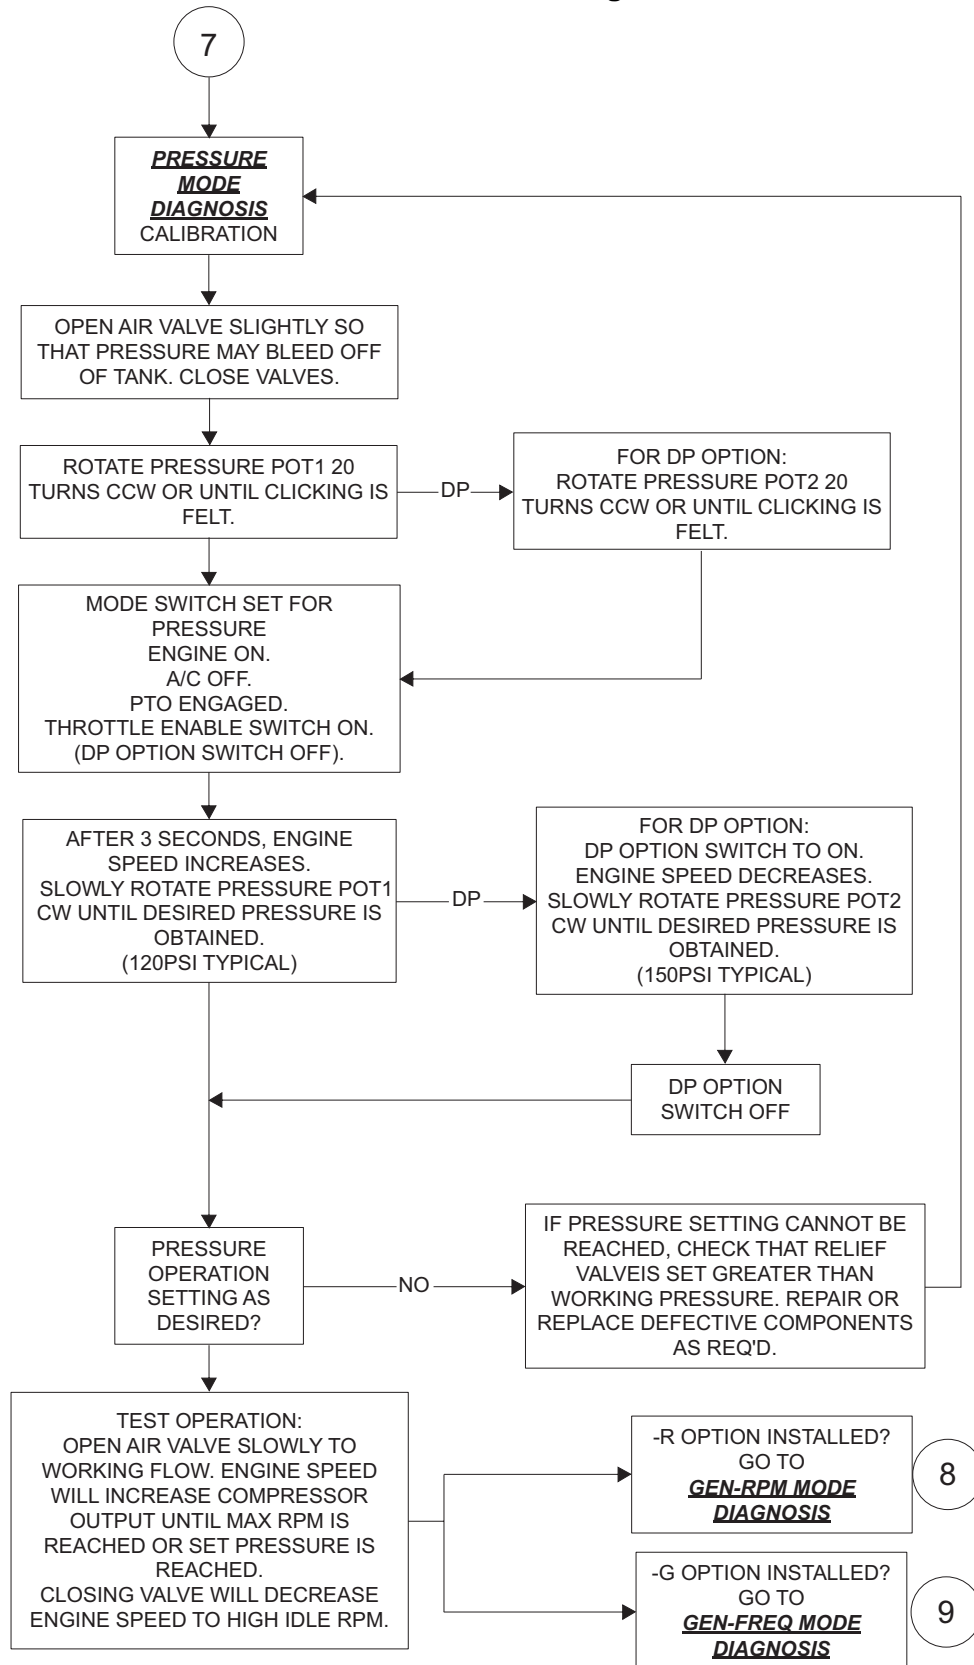 7
PRESSURE
MODE
DIAGNOSIS
CALIBRATION
OPEN AIR VALVE SLIGHTLY SO
THAT PRESSURE MAY BLEED OFF
OF TANK. CLOSE VALVES.
ROTATE PRESSURE POT1 20
TURNS CCW OR UNTIL CLICKING IS
FELT.
DP
FOR DP OPTION:
ROTATE PRESSURE POT2 20
TURNS CCW OR UNTIL CLICKING IS
FELT.
MODE SWITCH SET FOR
PRESSURE
ENGINE ON.
A/C OFF.
PTO ENGAGED.
THROTTLE ENABLE SWITCH ON.
(DP OPTION SWITCH OFF).
AFTER 3 SECONDS, ENGINE
SPEED INCREASES.
SLOWLY ROTATE PRESSURE POT1
CW UNTIL DESIRED PRESSURE IS
OBTAINED.
(120PSI TYPICAL)
DP
FOR DP OPTION:
DP OPTION SWITCH TO ON.
ENGINE SPEED DECREASES.
SLOWLY ROTATE PRESSURE POT2
CW UNTIL DESIRED PRESSURE IS
OBTAINED.
(150PSI TYPICAL)
DP OPTION
SWITCH OFF
PRESSURE
OPERATION
SETTING AS
DESIRED?
NO
IF PRESSURE SETTING CANNOT BE
REACHED, CHECK THAT RELIEF
VALVEIS SET GREATER THAN
WORKING PRESSURE. REPAIR OR
REPLACE DEFECTIVE COMPONENTS
AS REQ'D.
TEST OPERATION:
OPEN AIR VALVE SLOWLY TO
WORKING FLOW. ENGINE SPEED
WILL INCREASE COMPRESSOR
OUTPUT UNTIL MAX RPM IS
REACHED OR SET PRESSURE IS
REACHED.
CLOSING VALVE WILL DECREASE
ENGINE SPEED TO HIGH IDLE RPM.
-R OPTION INSTALLED?
GO TO
GEN-RPM MODE
DIAGNOSIS
8
-G OPTION INSTALLED?
GO TO
GEN-FREQ MODE
DIAGNOSIS
9